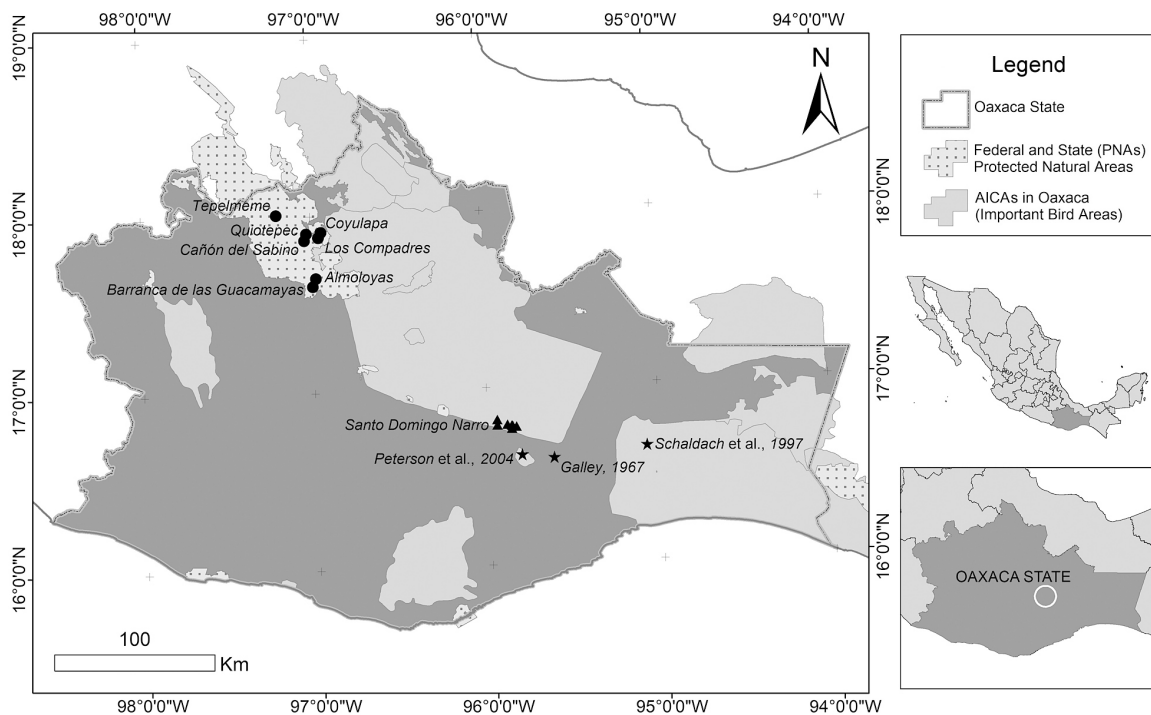 98°0'0"W 97°0'0"W 96°0'0"W 95°0'0"W 94°0'0"W
19°0'0"N
18°0'0"N
17°0'0"N
16°0'0"N
18°0'0"N
17°0'0"N
16°0'0"N
N
Tepelmeme
Quiotepec
Coyulapa
Cañón del Sabino
Los Compadres
Almoloyas
Barranca de las Guacamayas
Santo Domingo Narro
Peterson et al., 2004
Galley, 1967
Schaldach et al., 1997
100
Km
98°0'0"W 97°0'0"W 96°0'0"W 95°0'0"W 94°0'0"W
Legend
Oaxaca State
Federal and State (PNAs)
Protected Natural Areas
AICAs in Oaxaca
(Important Bird Areas)
OAXACA STATE